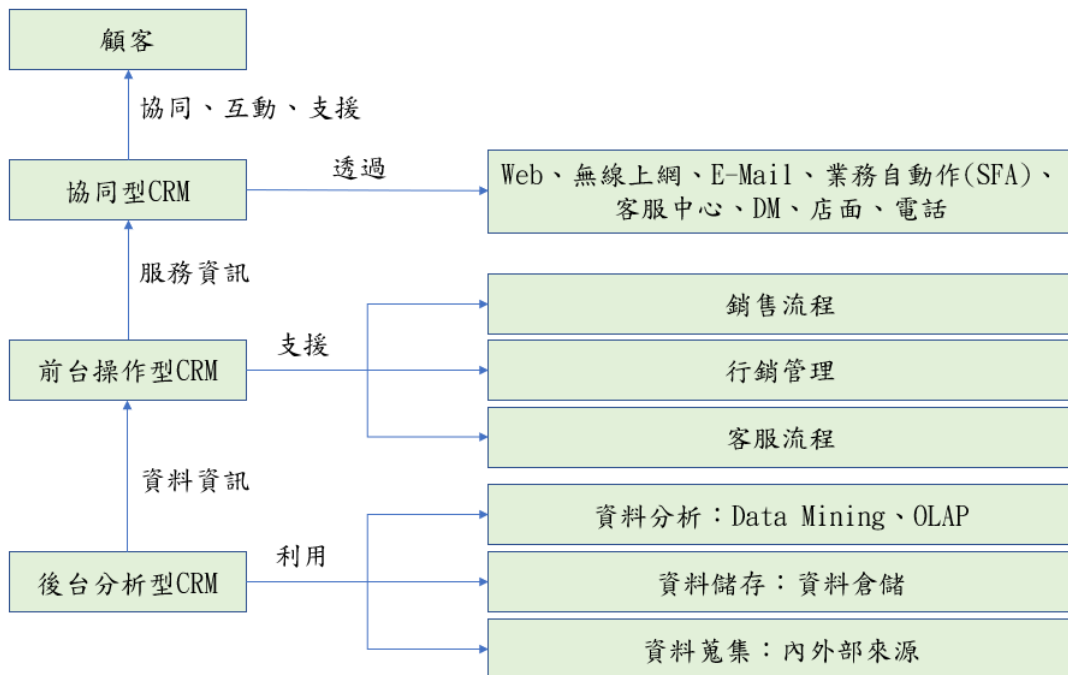 顧客
協同、互動、支援
協同型CRM
透過
Web、無線上網、E-Mail、業務自動作(SFA)、
客服中心、DM、店面、電話
服務資訊
前台操作型CRM
支援
銷售流程
行銷管理
客服流程
資料資訊
後台分析型CRM
利用
資料分析：Data Mining、OLAP
資料儲存：資料倉儲
資料蒐集：內外部來源